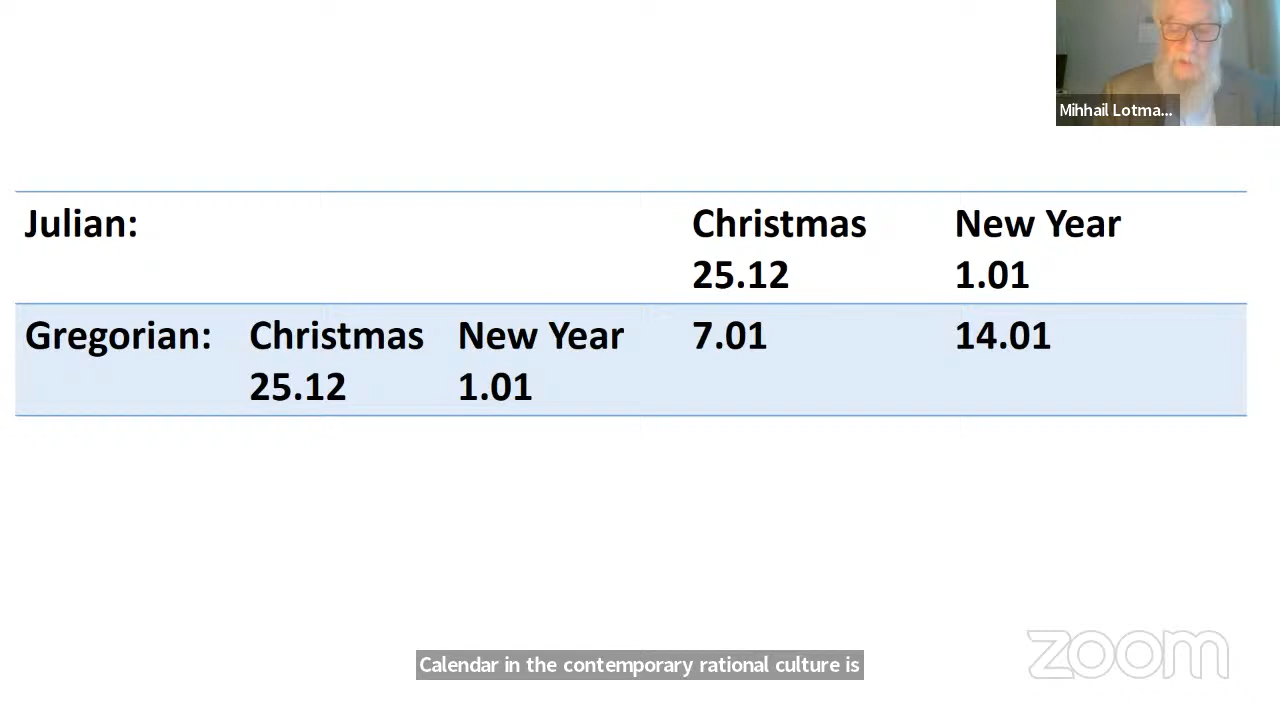 Mihhail Lotma...
Julian:
Christmas
25.12
New Year
1.01
Gregorian:
Christmas
25.12
New Year
1.01
7.01
14.01
Calendar in the contemporary rational culture is
zoom